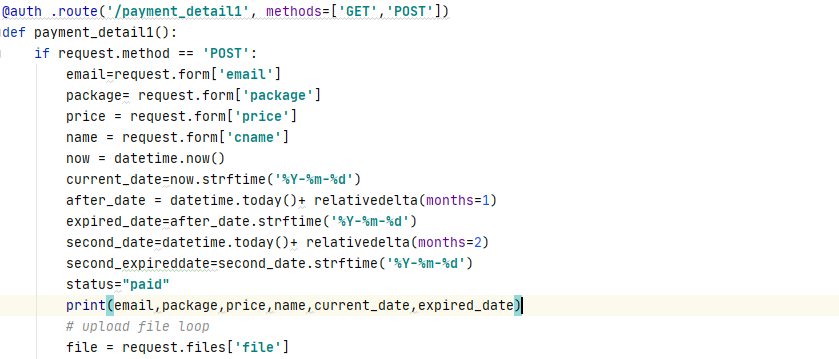 @auth .route('/payment_detail1', methods=['GET','POST'])
def payment_detail1():
    if request.method == 'POST':
        email=request.form['email']
        package= request.form['package']
        price = request.form['price']
        name = request.form['cname']
        now = datetime.now()
        current_date=now.strftime('%Y-%m-%d')
        after_date = datetime.today()+ relativedelta(months=1)
        expired_date=after_date.strftime('%Y-%m-%d')
        second_date=datetime.today()+ relativedelta(months=2)
        second_expireddate=second_date.strftime('%Y-%m-%d')
        status="paid"
        print(email,package,price,name,current_date,expired_date)
        # upload file loop
        file = request.files['file']